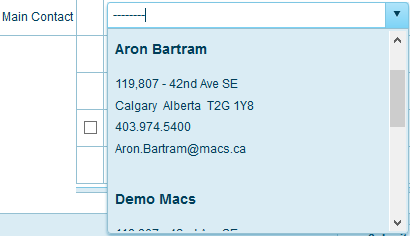 Main Contact
--------
Aron Bartram
119,807 - 42nd Ave SE
Calgary Alberta T2G 1Y8
403.974.5400
Aron.Bartram@macs.ca
Demo Macs